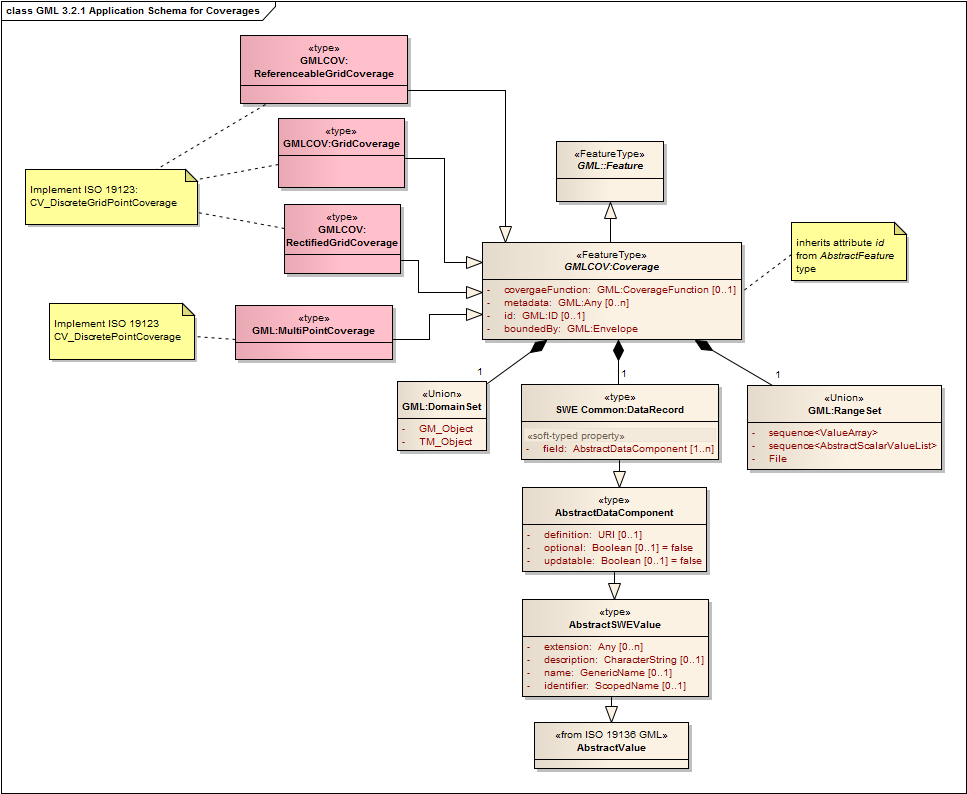 class GML 3.2.1 Application Schema for Coverages
«type»
GMLCOV:
ReferenceableGridCoverage
«type»
GMLCOV:GridCoverage
«FeatureType»
GML::Feature
Implement ISO 19123:
CV_DiscreteGridPointCoverage
«type»
GMLCOV:
RectifiedGridCoverage
inherits attribute id
from AbstractFeature
type
«FeatureType»
GMLCOV:Coverage
- covergaeFunction: GML:CoverageFunction [0..1]
- metadata: GML:Any [0..n]
- id: GML:ID [0..1]
- boundedBy: GML:Envelope
Implement ISO 19123
CV_DiscretePointCoverage
«type»
GML:MultiPointCoverage
1
1
1
«Union»
GML:DomainSet
- GM_Object
- TM_Object
«type»
SWE Common:DataRecord
«soft-typed property»
- field: AbstractDataComponent [1..n]
«Union»
GML:RangeSet
- sequence<ValueArray>
- sequence<AbstractScalarValueList>
- File
«type»
AbstractDataComponent
- definition: URI [0..1]
- optional: Boolean [0..1] = false
- updatable: Boolean [0..1] = false
«type»
AbstractSWEValue
- extension: Any [0..n]
- description: CharacterString [0..1]
- name: GenericName [0..1]
- identifier: ScopedName [0..1]
«from ISO 19136 GML»
AbstractValue